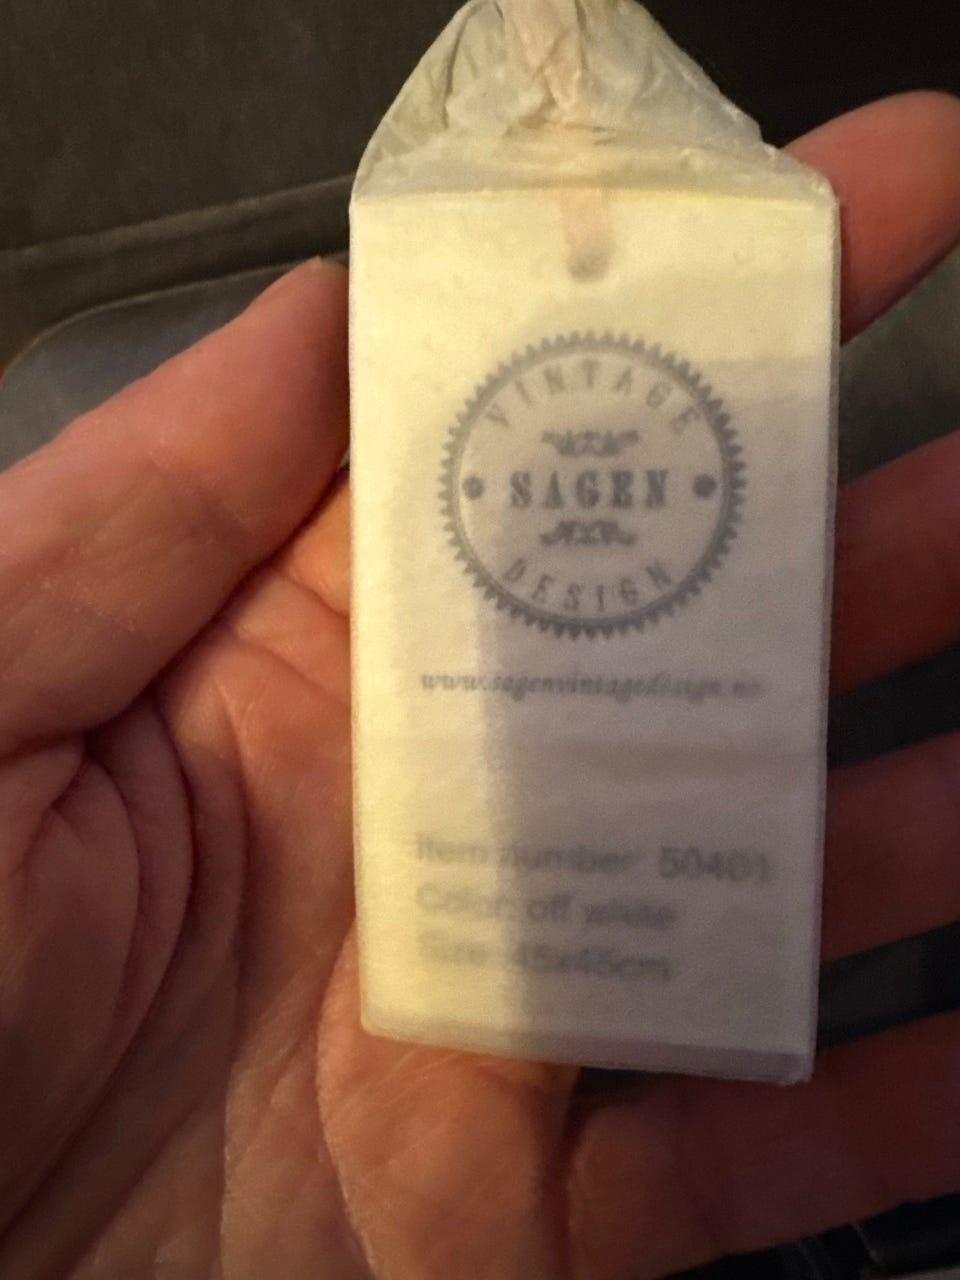 VINTAGE
SAGEN
DESIGN
www.sagenvintagedesign.no
Item number: 50401
Color: off white
Size: 45x45cm